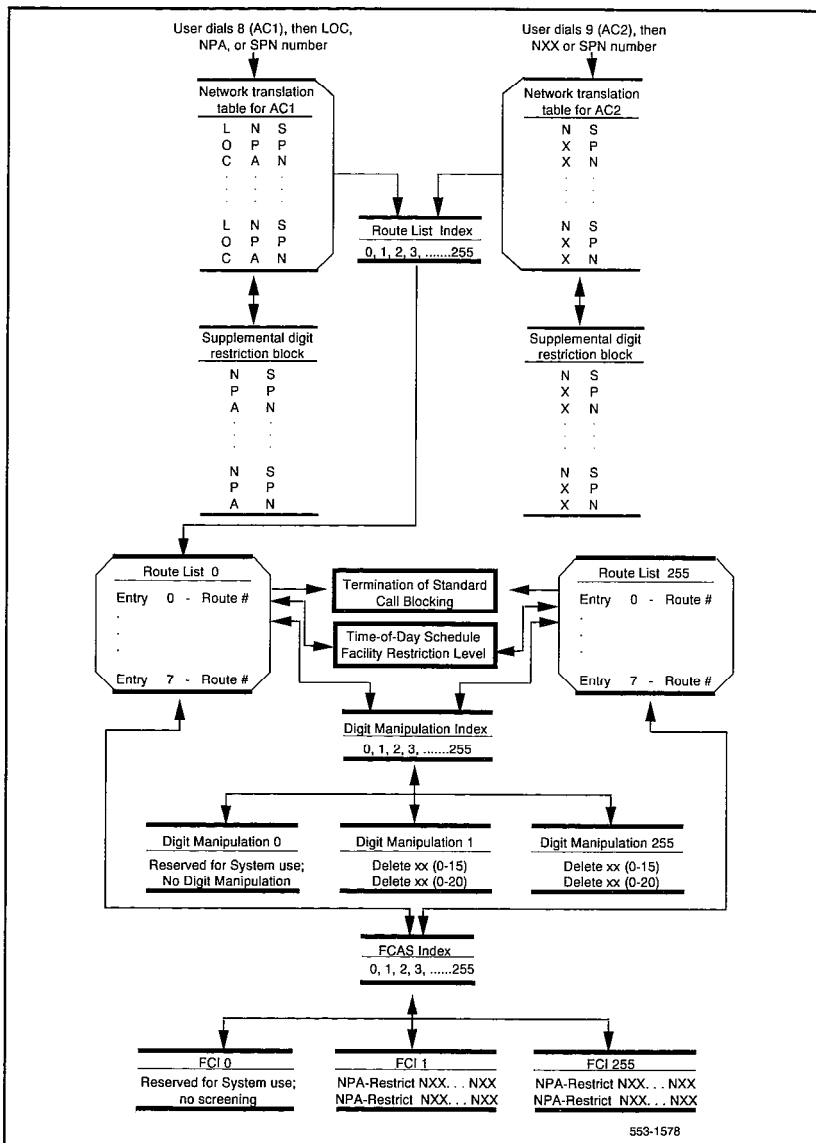 User dials 8 (AC1), then LOC,
NPA, or SPN number
User dials 9 (AC2), then
NXX or SPN number
Network translation
table for AC1
L N S
O P P
C A N
. . .
. . .
L N S
O P P
C A N
Network translation
table for AC2
N S
X P
X N
. .
. .
N S
X P
X N
Route List Index
0, 1, 2, 3, .......255
Supplemental digit
restriction block
N S
P P
A N
. .
. .
N S
P P
A N
Supplemental digit
restriction block
N S
X P
X N
. .
. .
N S
X P
X N
Route List 0
Entry 0 - Route #
.
.
.
Entry 7 - Route #
Termination of Standard
Call Blocking
Time-of-Day Schedule
Facility Restriction Level
Route List 255
Entry 0 - Route #
.
.
.
Entry 7 - Route #
Digit Manipulation Index
0, 1, 2, 3, .......255
Digit Manipulation 0
Reserved for System use;
No Digit Manipulation
Digit Manipulation 1
Delete xx (0-15)
Delete xx (0-20)
Digit Manipulation 255
Delete xx (0-15)
Delete xx (0-20)
FCAS Index
0, 1, 2, 3, ......255
FCI 0
Reserved for System use;
no screening
FCI 1
NPA-Restrict NXX. . . NXX
NPA-Restrict NXX. . . NXX
FCI 255
NPA-Restrict NXX. . . NXX
NPA-Restrict NXX. . . NXX
553-1578